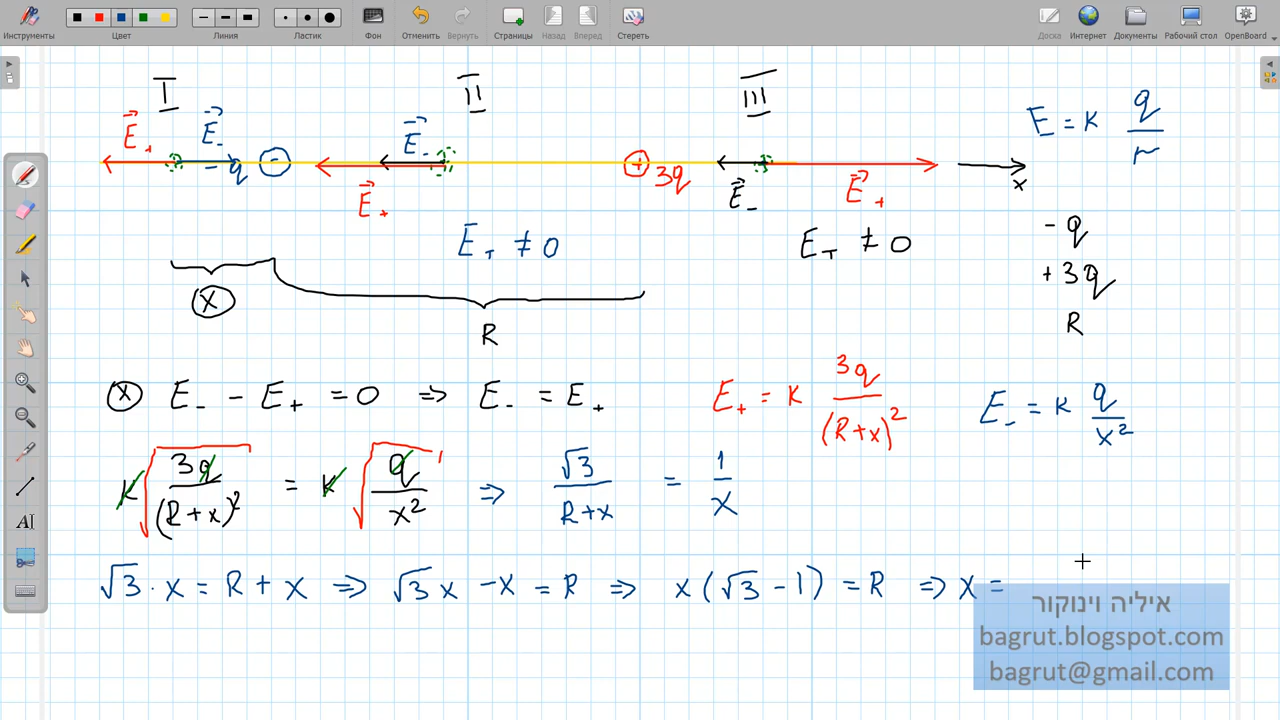 Инструменты Цвет Линия Ластик Фон Отменить Вернуть Страницы Назад Вперед Стереть Доска Интернет Документы Рабочий стол OpenBoard
I II III
E₊ E₋ E₋ E = K q/r
-q − + 3q
E₊ E₋ E₊ x
E_T ≠ 0 E_T ≠ 0 -q
+3q
X R
R
(x) E₋ - E₊ = 0 ⇒ E₋ = E₊ E₊ = K 3q/(R+x)² E₋ = K q/x²
K √3q/(R+x)² = K √q/x² ⇒ √3/R+x = 1/x
√3 · x = R + x ⇒ √3 x - x = R ⇒ x(√3 - 1) = R ⇒ x =
איליה וינוקור
bagrut.blogspot.com
bagrut@gmail.com